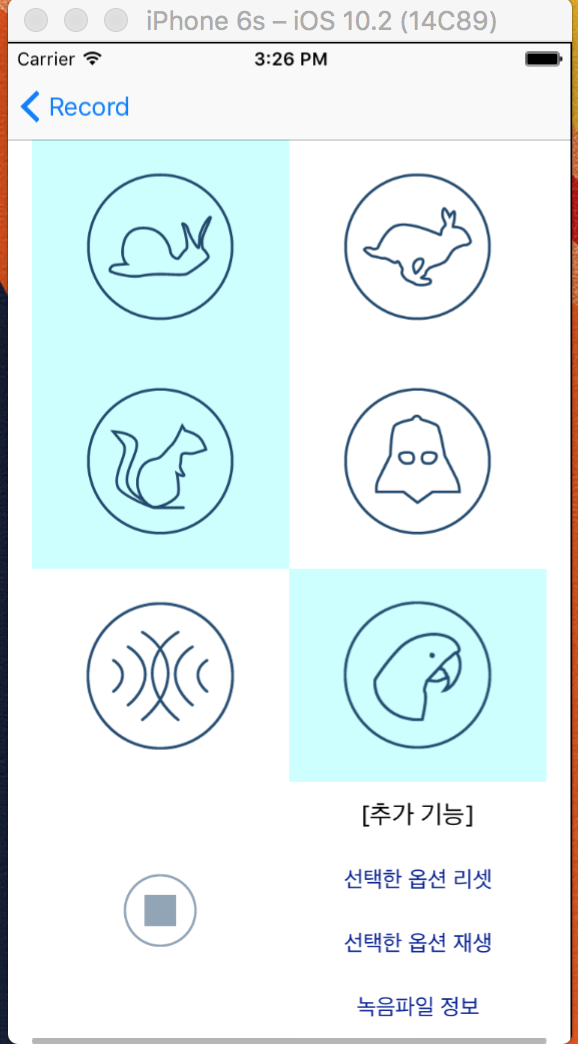 iPhone 6s – iOS 10.2 (14C89)
Carrier 3:26 PM
Record
[추가 기능]
선택한 옵션 리셋
선택한 옵션 재생
녹음파일 정보